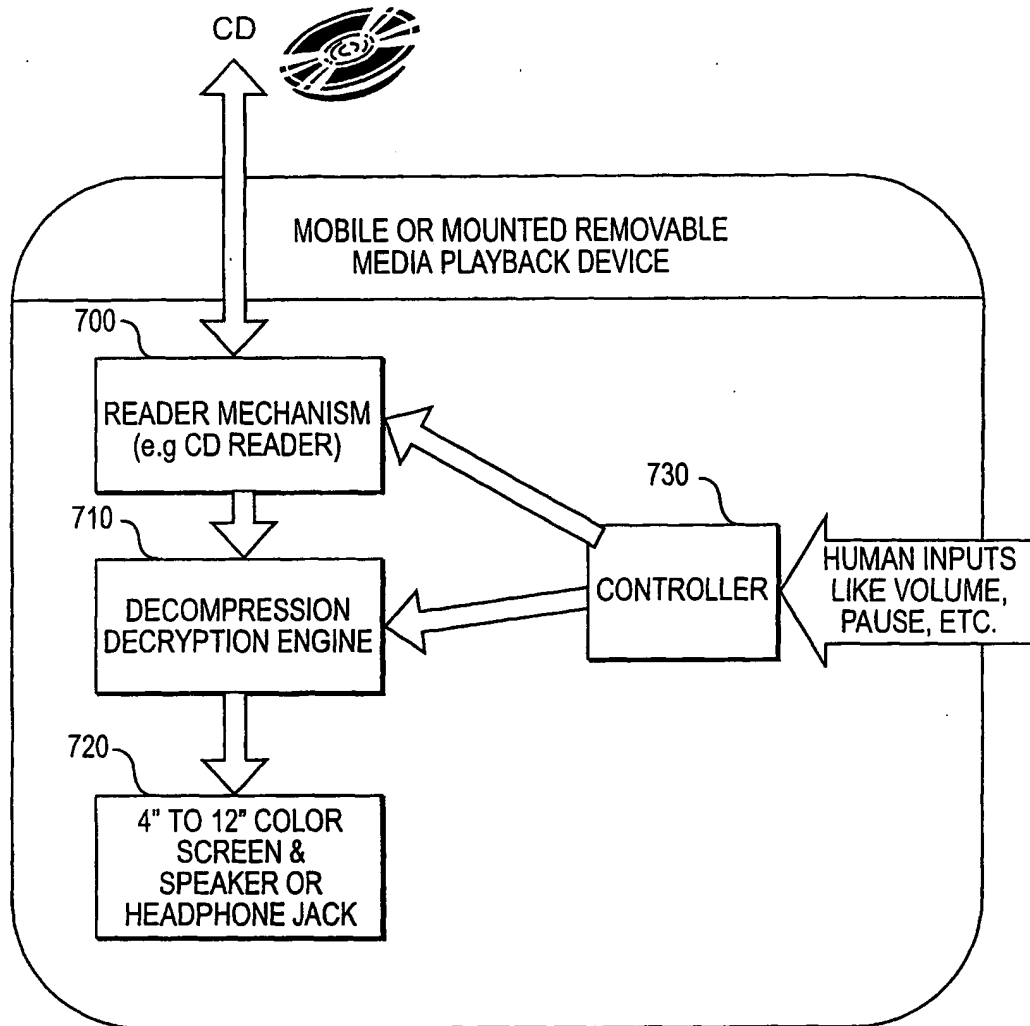 CD
MOBILE OR MOUNTED REMOVABLE
MEDIA PLAYBACK DEVICE
700
READER MECHANISM
(e.g CD READER)
710
DECOMPRESSION
DECRYPTION ENGINE
730
CONTROLLER
HUMAN INPUTS
LIKE VOLUME,
PAUSE, ETC.
720
4" TO 12" COLOR
SCREEN &
SPEAKER OR
HEADPHONE JACK